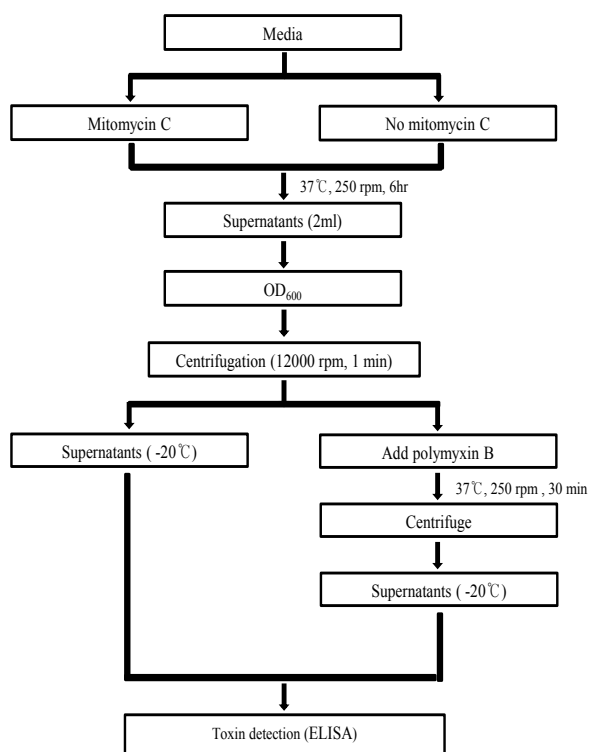 Media
Mitomycin C
No mitomycin C
37℃, 250 rpm, 6hr
Supernatants (2ml)
OD₆₀₀
Centrifugation (12000 rpm, 1 min)
Supernatants ( -20℃)
Add polymyxin B
37℃, 250 rpm , 30 min
Centrifuge
Supernatants ( -20℃)
Toxin detection (ELISA)